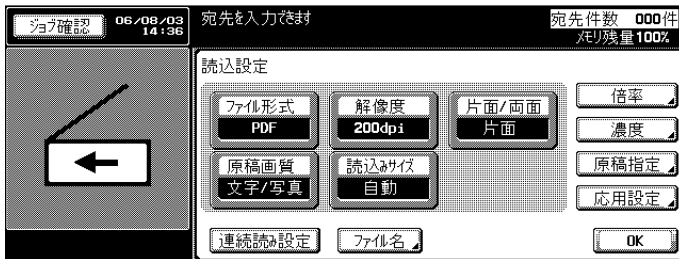 ジョブ確認 06/08/03 14:36
宛先を入力できます
宛先件数 000件
メモリ残量100%
読込設定
ファイル形式 解像度 片面/両面
PDF 200dpi 片面
原稿画質 読込みサイズ
文字/写真 自動
倍率
濃度
原稿指定
応用設定
連続読み設定 ファイル名 OK